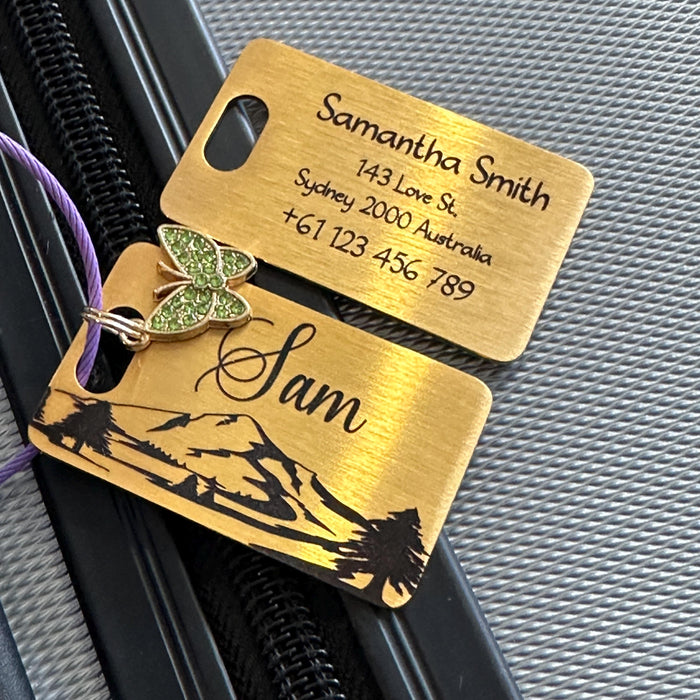 Samantha Smith
143 Love St.
Sydney 2000 Australia
+61 123 456 789
Sam